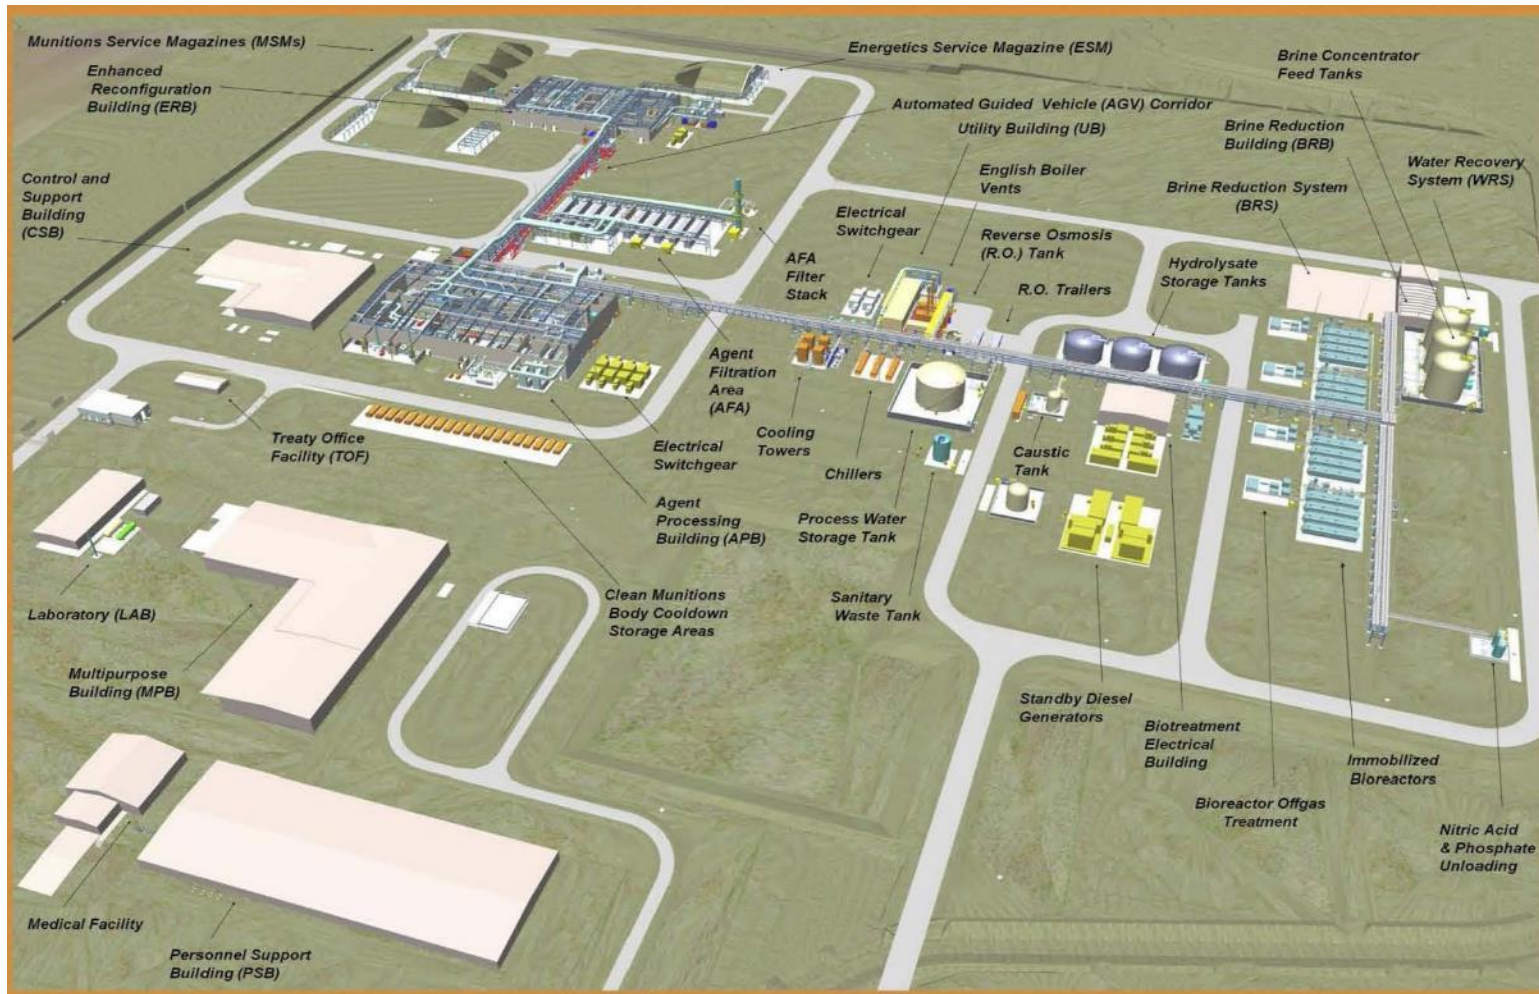 Munitions Service Magazines (MSMs)
Enhanced
Reconfiguration
Building (ERB)
Control and
Support
Building
(CSB)
Energetics Service Magazine (ESM)
Automated Guided Vehicle (AGV) Corridor
Utility Building (UB)
English Boiler
Vents
Electrical
Switchgear
Reverse Osmosis
(R.O.) Tank
R.O. Trailers
Brine Concentrator
Feed Tanks
Brine Reduction
Building (BRB)
Brine Reduction System
(BRS)
Water Recovery
System (WRS)
Hydrolysate
Storage Tanks
AFA
Filter
Stack
Agent
Filtration
Area
(AFA)
Treaty Office
Facility (TOF)
Electrical
Switchgear
Cooling
Towers
Chillers
Caustic
Tank
Agent
Processing
Building (APB)
Process Water
Storage Tank
Clean Munitions
Body Cooldown
Storage Areas
Sanitary
Waste Tank
Laboratory (LAB)
Multipurpose
Building (MPB)
Standby Diesel
Generators
Biotreatment
Electrical
Building
Immobilized
Bioreactors
Bioreactor Offgas
Treatment
Nitric Acid
& Phosphate
Unloading
Medical Facility
Personnel Support
Building (PSB)